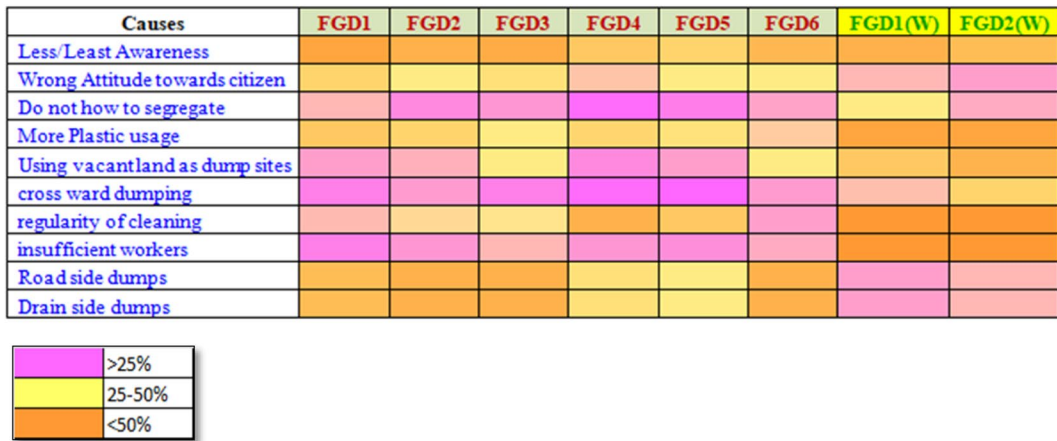 Causes FGD1 FGD2 FGD3 FGD4 FGD5 FGD6 FGD1(W) FGD2(W)
Less/Least Awareness
Wrong Attitude towards citizen
Do not how to segregate
More Plastic usage
Using vacant land as dump sites
cross ward dumping
regularity of cleaning
insufficient workers
Road side dumps
Drain side dumps
>25%
25-50%
<50%